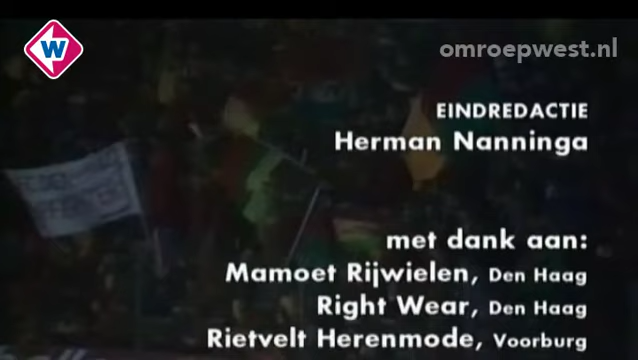 W
omroepwest.nl
EINDREDACTIE
Herman Nanninga
met dank aan:
Mamoet Rijwielen, Den Haag
Right Wear, Den Haag
Rietvelt Herenmode, Voorburg